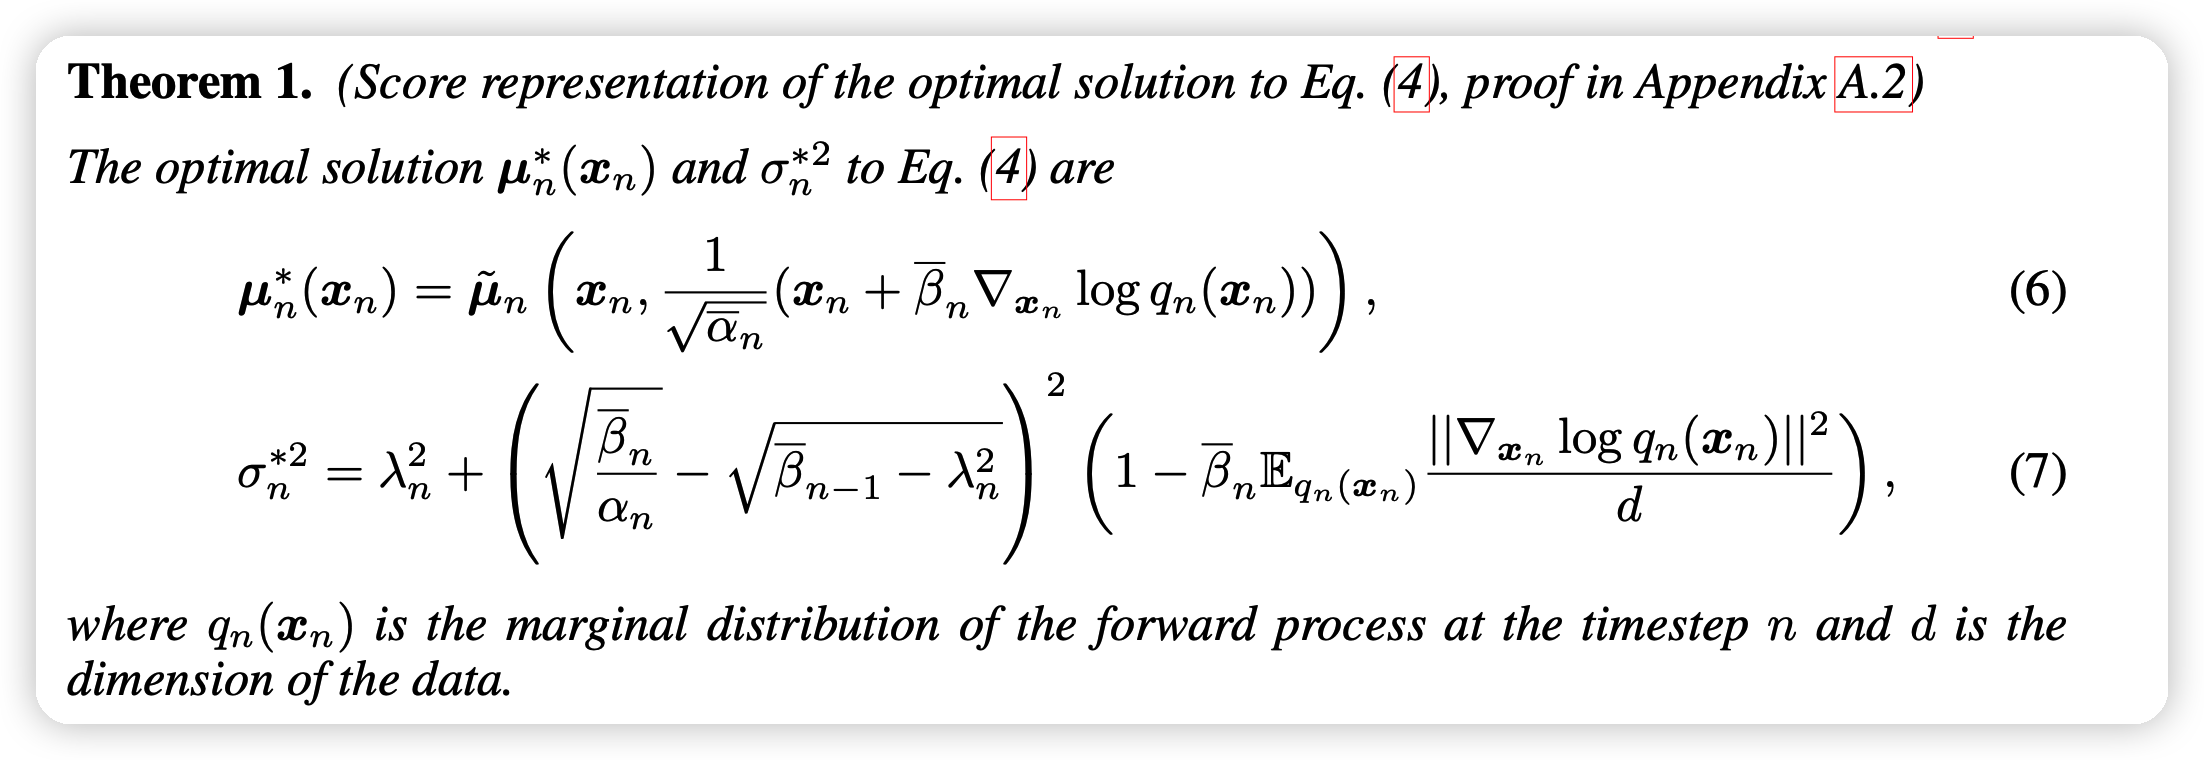 Theorem 1. (Score representation of the optimal solution to Eq. (4), proof in Appendix A.2)
The optimal solution $\boldsymbol{\mu}_n^*(\boldsymbol{x}_n)$ and $\sigma_n^{*2}$ to Eq. (4) are
$\boldsymbol{\mu}_n^*(\boldsymbol{x}_n) = \tilde{\boldsymbol{\mu}}_n \left( \boldsymbol{x}_n, \frac{1}{\sqrt{\overline{\alpha}_n}} (\boldsymbol{x}_n + \overline{\beta}_n \nabla_{\boldsymbol{x}_n} \log q_n(\boldsymbol{x}_n)) \right),$ (6)
$\sigma_n^{*2} = \lambda_n^2 + \left( \sqrt{\frac{\overline{\beta}_n}{\alpha_n}} - \sqrt{\overline{\beta}_{n-1} - \lambda_n^2} \right)^2 \left( 1 - \overline{\beta}_n \mathbb{E}_{q_n(\boldsymbol{x}_n)} \frac{||\nabla_{\boldsymbol{x}_n} \log q_n(\boldsymbol{x}_n)||^2}{d} \right),$ (7)
where $q_n(\boldsymbol{x}_n)$ is the marginal distribution of the forward process at the timestep $n$ and $d$ is the
dimension of the data.